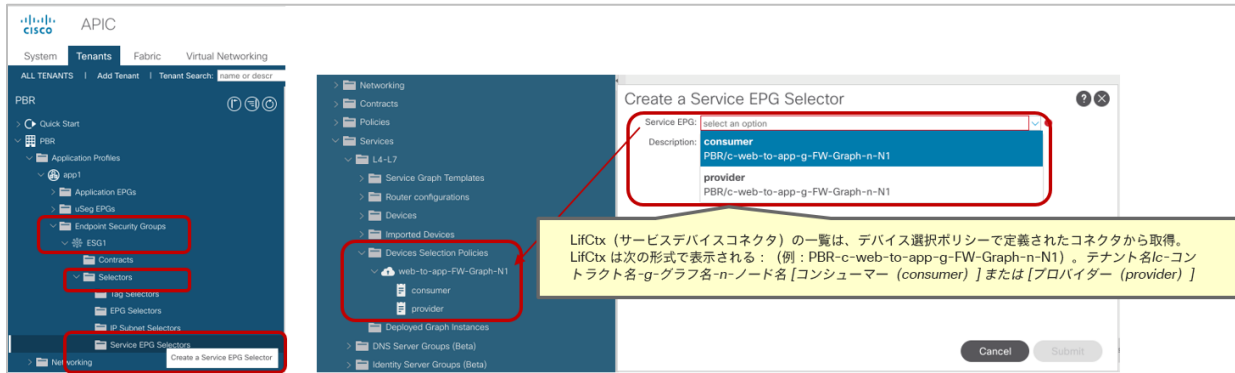 CISCO
APIC
System Tenants Fabric Virtual Networking
ALL TENANTS | Add Tenant | Tenant Search: name or descr
PBR
Quick Start
PBR
Application Profiles
app1
Application EPGs
uSeg EPGs
Endpoint Security Groups
ESG1
Contracts
Selectors
Tag Selectors
EPG Selectors
IP Subnet Selectors
Service EPG Selectors
Create a Service EPG Selector
Networking
Networking
Contracts
Policies
Services
L4-L7
Service Graph Templates
Router configurations
Devices
Imported Devices
Devices Selection Policies
web-to-app-FW-Graph-N1
consumer
provider
Deployed Graph Instances
DNS Server Groups (Beta)
Identity Server Groups (Beta)
Create a Service EPG Selector
Service EPG: select an option
Description:
consumer
PBR/c-web-to-app-g-FW-Graph-n-N1
provider
PBR/c-web-to-app-g-FW-Graph-n-N1
LifCtx（サービスデバイスコネクタ）の一覧は、デバイス選択ポリシーで定義されたコネクタから取得。
LifCtx は次の形式で表示される：（例：PBR-c-web-to-app-g-FW-Graph-n-N1）。テナント名lc-コン
トラクト名-g-グラフ名-n-ノード名 [コンシューマー（consumer）] または [プロバイダー（provider）]
Cancel Submit